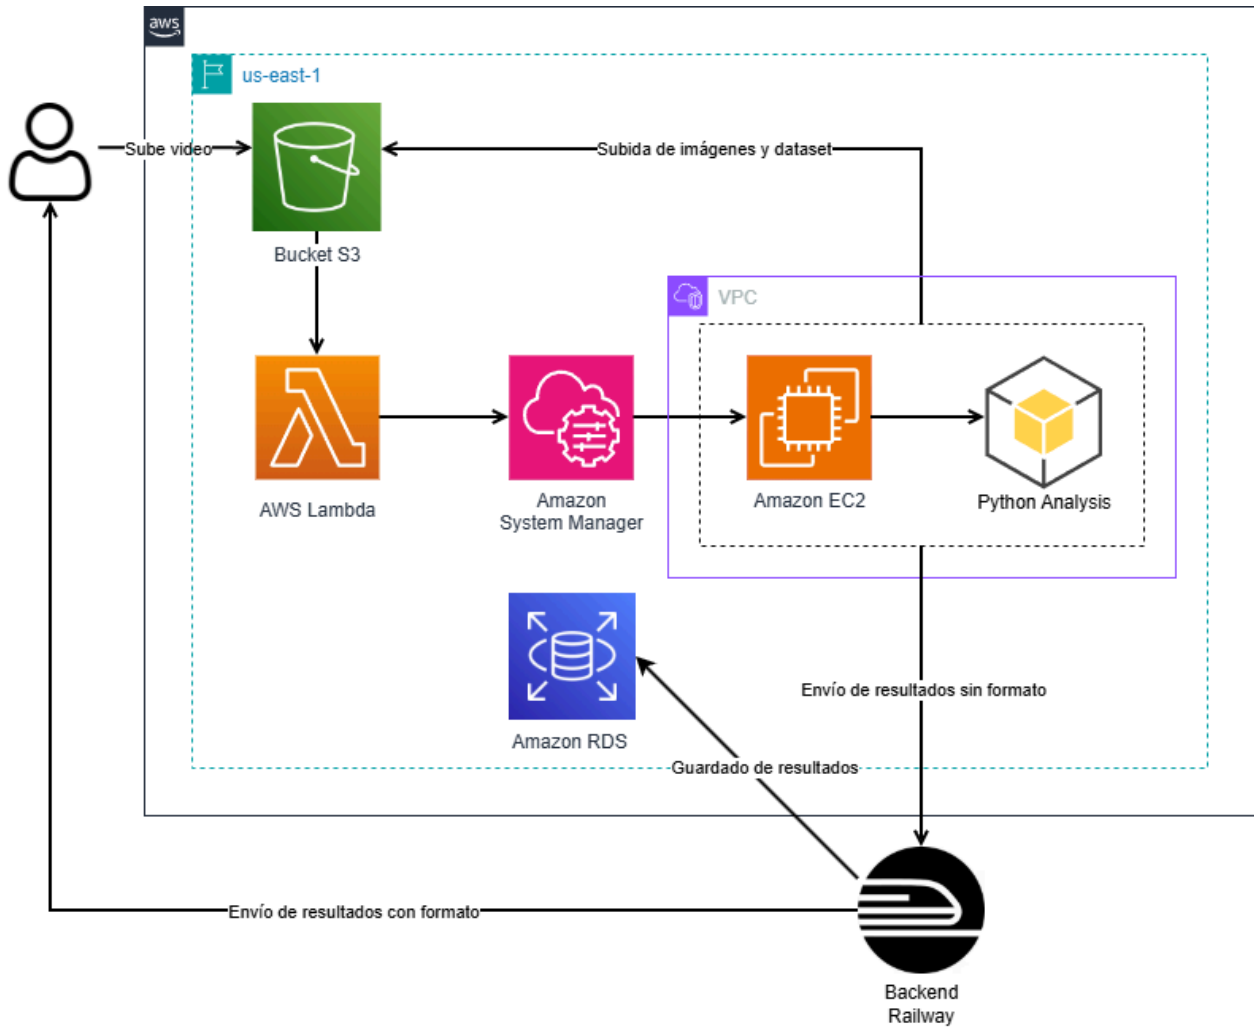 aws
us-east-1
Sube video
Subida de imágenes y dataset
Bucket S3
VPC
AWS Lambda
Amazon
System Manager
Amazon EC2
Python Analysis
Amazon RDS
Envío de resultados sin formato
Guardado de resultados
Envío de resultados con formato
Backend
Railway